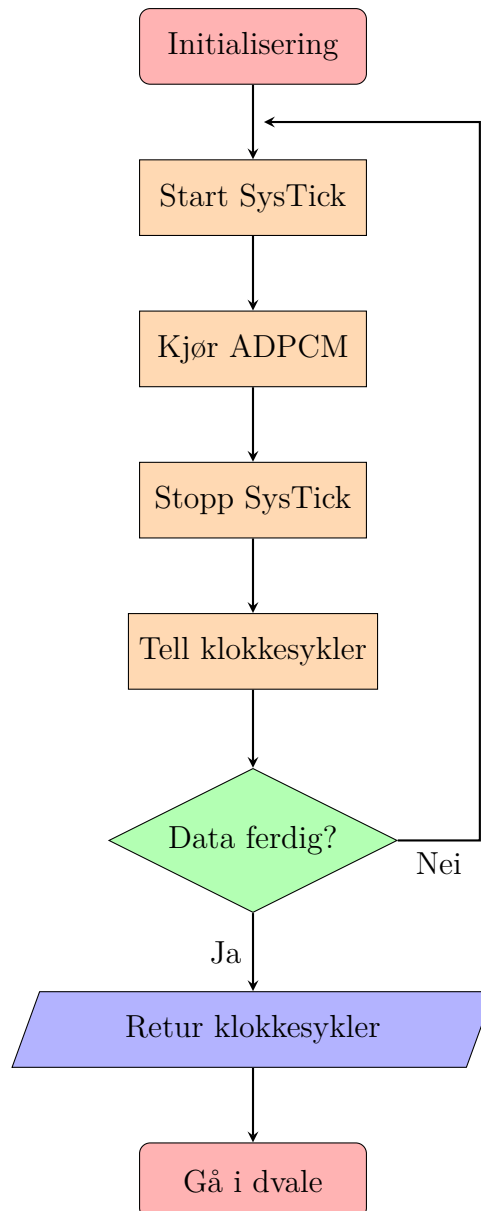 Initialisering
Start SysTick
Kjør ADPCM
Stopp SysTick
Tell klokkesykler
Data ferdig?
Nei
Ja
Retur klokkesykler
Gå i dvale